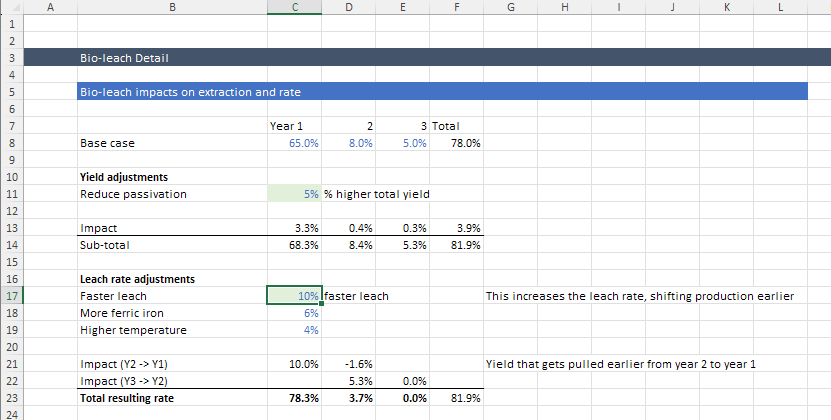 A B C D E F G H I J K L
1
2
3 Bio-leach Detail
4
5 Bio-leach impacts on extraction and rate
6
7 Year 1 2 3 Total
8 Base case 65.0% 8.0% 5.0% 78.0%
9
10 Yield adjustments
11 Reduce passivation 5% % higher total yield
12
13 Impact 3.3% 0.4% 0.3% 3.9%
14 Sub-total 68.3% 8.4% 5.3% 81.9%
15
16 Leach rate adjustments
17 Faster leach 10% faster leach This increases the leach rate, shifting production earlier
18 More ferric iron 6%
19 Higher temperature 4%
20
21 Impact (Y2 -> Y1) 10.0% -1.6% Yield that gets pulled earlier from year 2 to year 1
22 Impact (Y3 -> Y2) 5.3% 0.0%
23 Total resulting rate 78.3% 3.7% 0.0% 81.9%
24